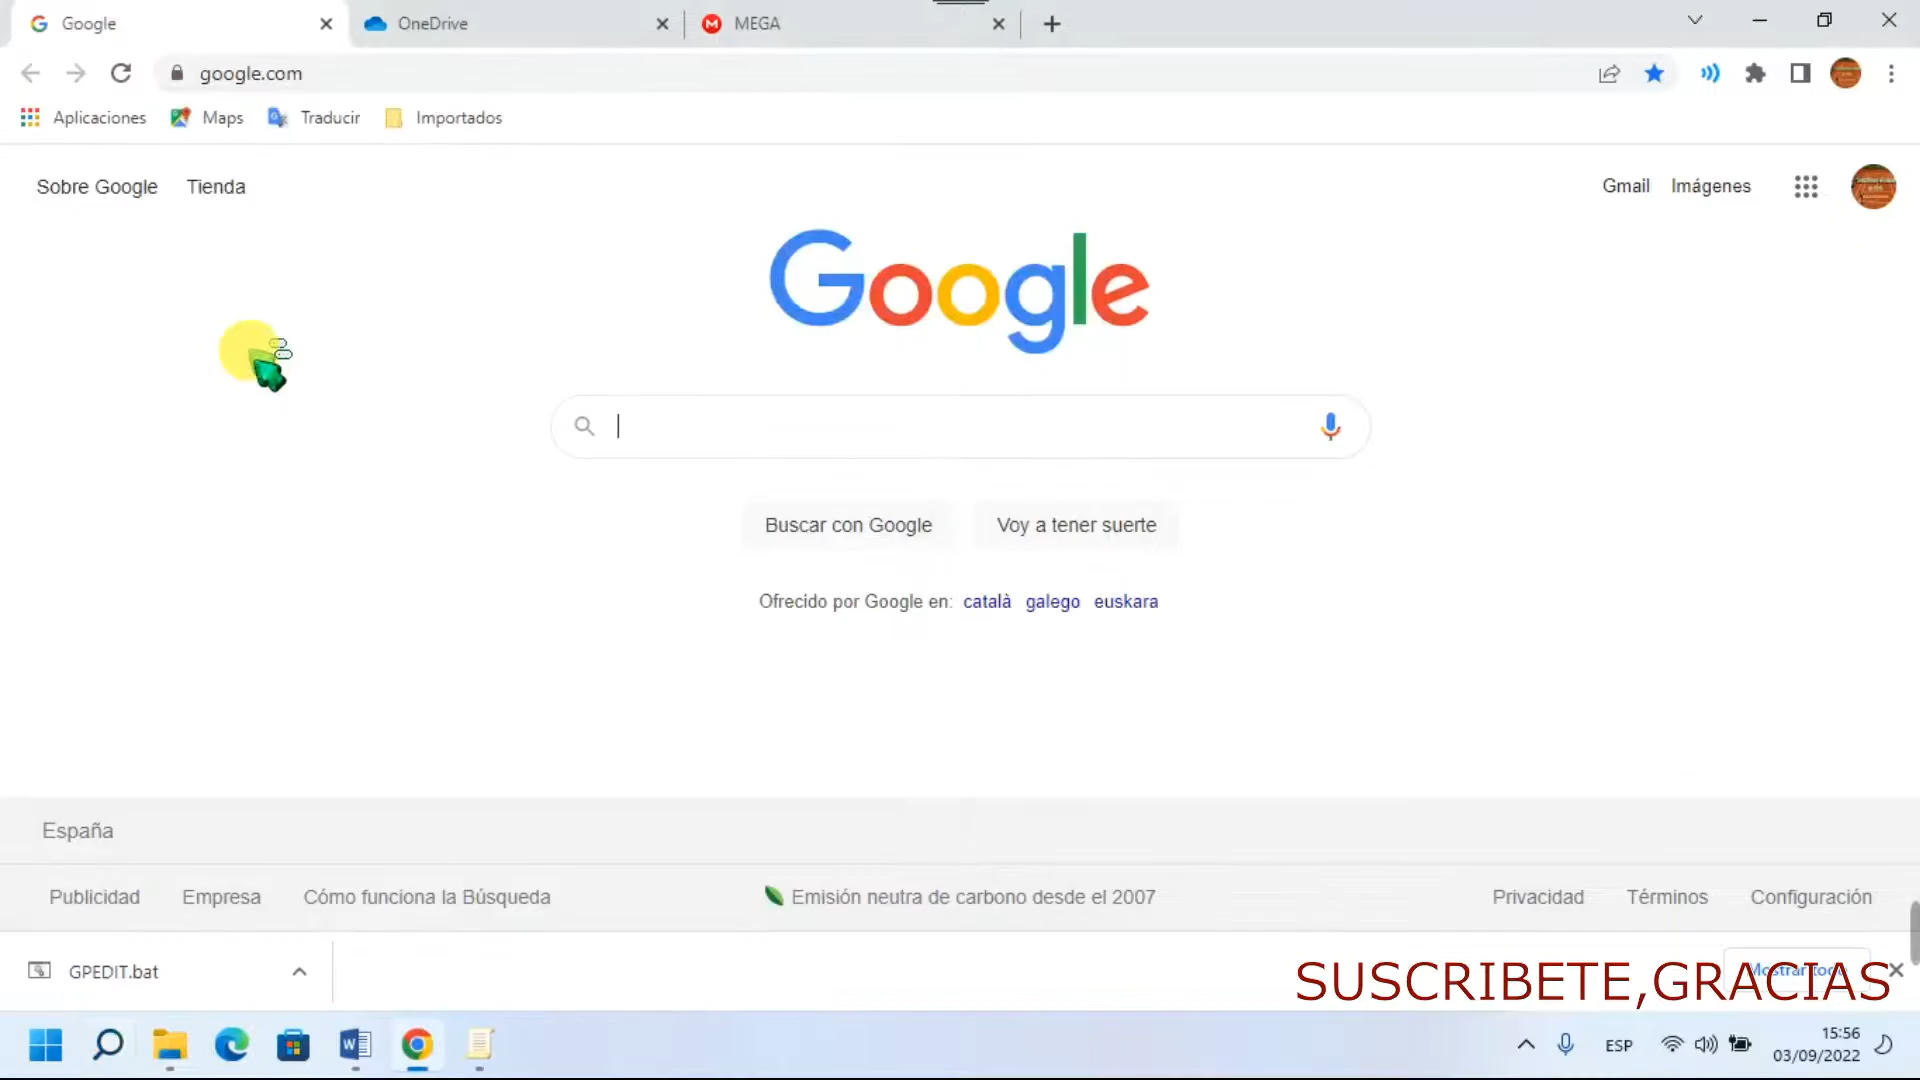 Google
OneDrive
MEGA
google.com
Aplicaciones
Maps
Traducir
Importados
Sobre Google
Tienda
Gmail
Imágenes
Google
Buscar con Google
Voy a tener suerte
Ofrecido por Google en: català galego euskara
España
Publicidad
Empresa
Cómo funciona la Búsqueda
Emisión neutra de carbono desde el 2007
Privacidad
Términos
Configuración
GPEDIT.bat
Mostrar todo
SUSCRIBETE,GRACIAS
ESP
15:56
03/09/2022